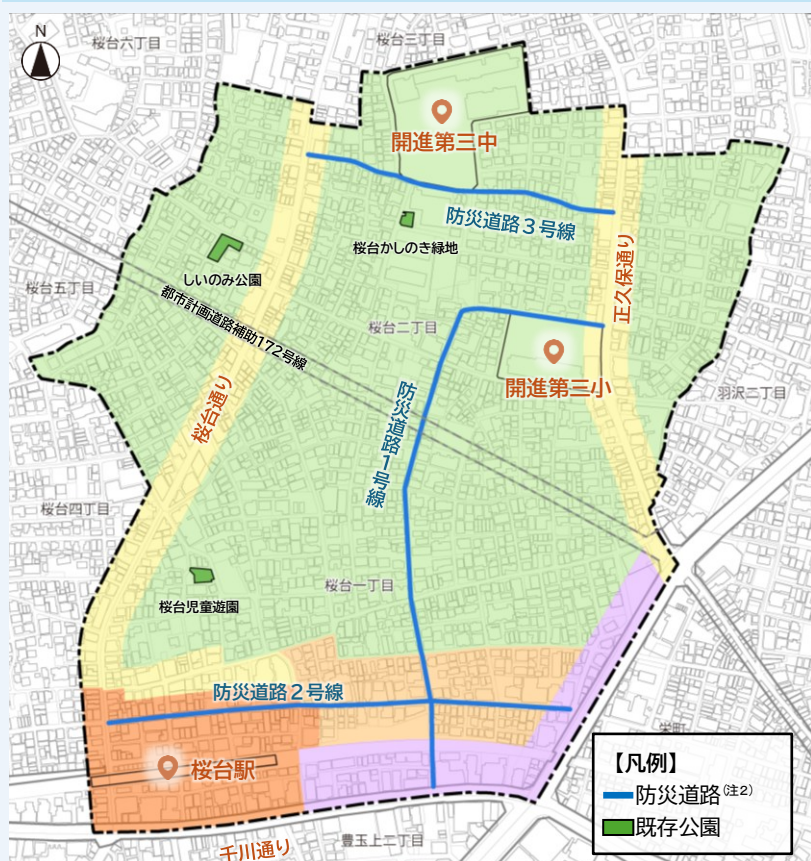 N
桜台六丁目
桜台三丁目
開進第三中
防災道路3号線
桜台かしのき緑地
しいのみ公園
正久保通り
桜台五丁目
都市計画道路補助172号線
桜台二丁目
開進第三小
桜台通り
防災道路1号線
羽沢二丁目
桜台四丁目
桜台一丁目
桜台児童遊園
防災道路2号線
栄町
桜台駅
【凡例】
防災道路(注2)
既存公園
豊玉上二丁目
千川通り